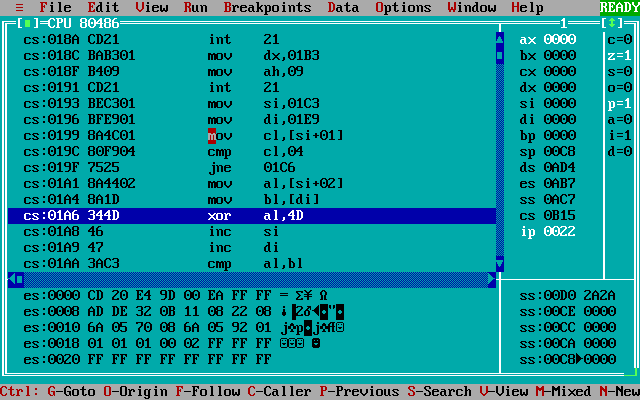 ≡ File Edit View Run Breakpoints Data Options Window Help READY
[■]=CPU 80486 1 [↕]
cs:018A CD21 int 21 ax 0000 c=0
cs:018C BAB301 mov dx,01B3 bx 0000 z=1
cs:018F B409 mov ah,09 cx 0000 s=0
cs:0191 CD21 int 21 dx 0000 o=0
cs:0193 BEC301 mov si,01C3 si 0000 p=1
cs:0196 BFE901 mov di,01E9 di 0000 a=0
cs:0199 8A4C01 mov cl,[si+01] bp 0000 i=1
cs:019C 80F904 cmp cl,04 sp 00C8 d=0
cs:019F 7525 jne 01C6 ds 0AD4
cs:01A1 8A4402 mov al,[si+02] es 0AB7
cs:01A4 8A1D mov bl,[di] ss 0AC7
cs:01A6 344D xor al,4D cs 0B15
cs:01A8 46 inc si ip 0022
cs:01A9 47 inc di
cs:01AA 3AC3 cmp al,bl
es:0000 CD 20 E4 9D 00 EA FF FF = Σ¥ Ω ss:00D0 2A2A
es:0008 AD DE 32 0B 11 08 22 08 ¡▐2♂◄◘"◘ ss:00CE 0000
es:0010 6A 05 70 08 6A 05 92 01 j♣p◘j♣Æ☺ ss:00CC 0000
es:0018 01 01 01 00 02 FF FF FF ☺☺☺ ☻ ss:00CA 0000
es:0020 FF FF FF FF FF FF FF FF ss:00C8►0000
Ctrl: G-Goto O-Origin F-Follow C-Caller P-Previous S-Search V-View M-Mixed N-New